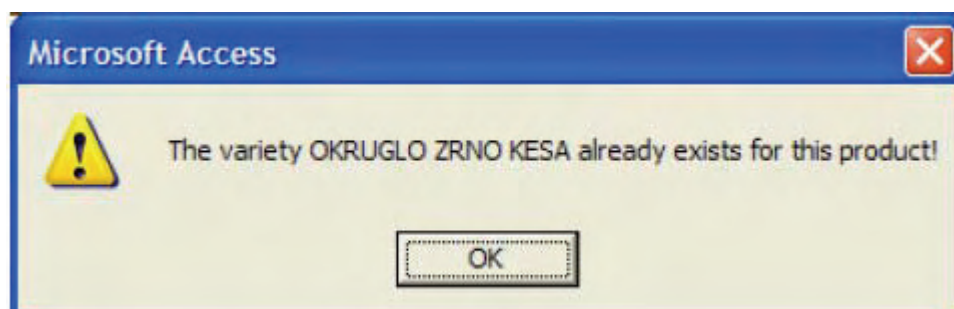 Microsoft Access
The variety OKRUGLO ZRNO KESA already exists for this product!
OK